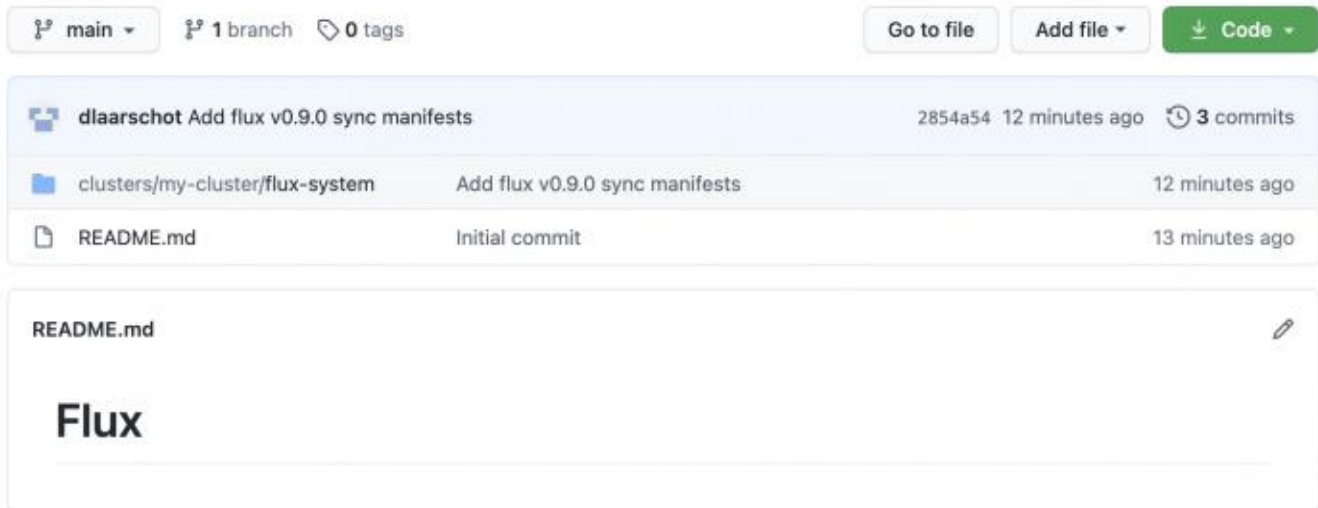 main 1 branch 0 tags Go to file Add file Code
dlaarschot Add flux v0.9.0 sync manifests 2854a54 12 minutes ago 3 commits
clusters/my-cluster/flux-system Add flux v0.9.0 sync manifests 12 minutes ago
README.md Initial commit 13 minutes ago
README.md
Flux